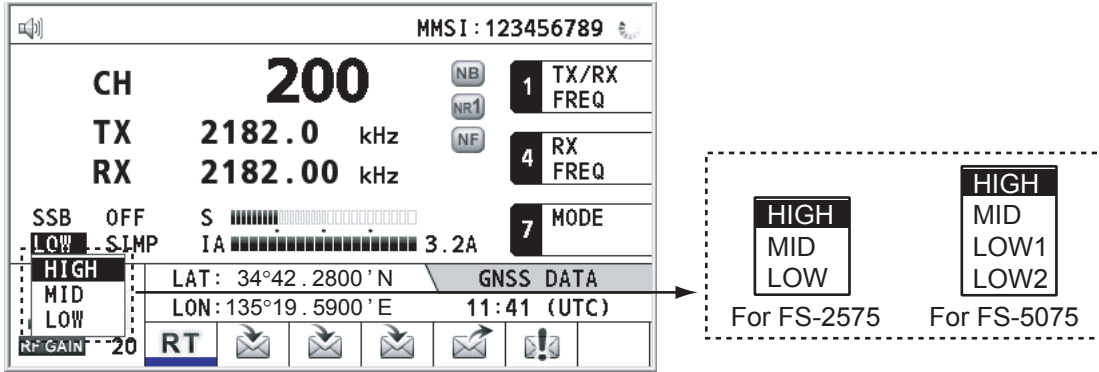 MMSI:123456789
CH 200
NB
1 TX/RX FREQ
NR1
TX 2182.0 kHz
NF
RX 2182.00 kHz
4 RX FREQ
SSB OFF S
7 MODE
LOW SIMP IA 3.2A
HIGH
MID
LOW
LAT: 34°42.2800'N GNSS DATA
LON:135°19.5900'E 11:41 (UTC)
RF GAIN 20 RT
HIGH
MID
LOW
For FS-2575
HIGH
MID
LOW1
LOW2
For FS-5075